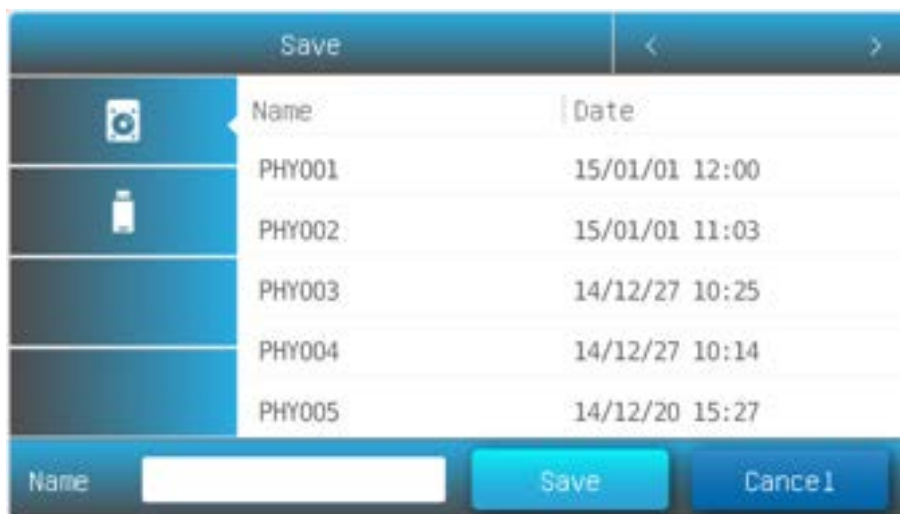 Save < >
Name Date
PHY001 15/01/01 12:00
PHY002 15/01/01 11:03
PHY003 14/12/27 10:25
PHY004 14/12/27 10:14
PHY005 14/12/20 15:27
Name Save Cancel